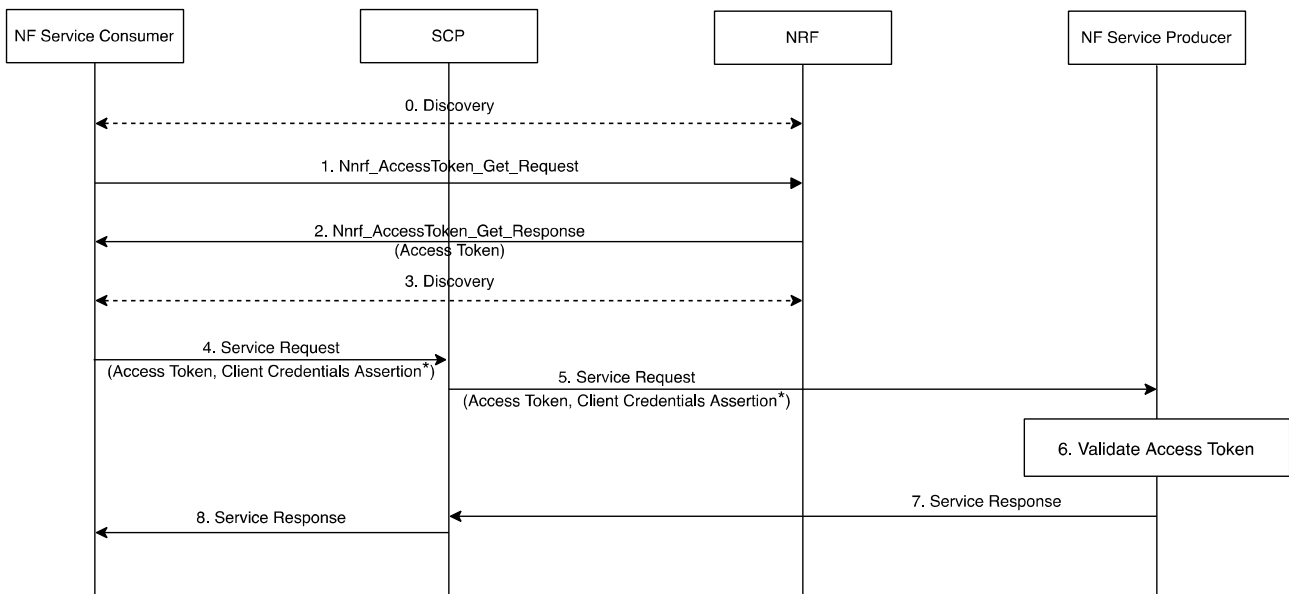 NF Service Consumer
SCP
NRF
NF Service Producer
0. Discovery
1. Nnrf_AccessToken_Get_Request
2. Nnrf_AccessToken_Get_Response
(Access Token)
3. Discovery
4. Service Request
(Access Token, Client Credentials Assertion*)
5. Service Request
(Access Token, Client Credentials Assertion*)
6. Validate Access Token
7. Service Response
8. Service Response